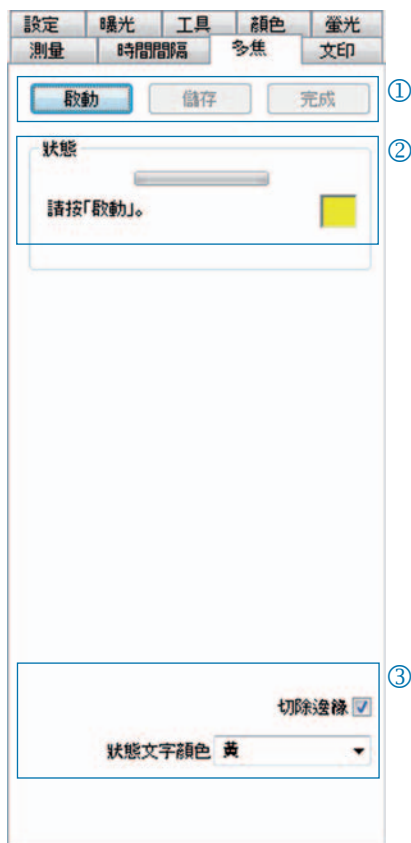 設定 曝光 工具 顏色 螢光
測量 時間間隔 多焦 文印
啟動 儲存 完成 ①
狀態 ②
請按「啟動」。
③
切除邊緣
狀態文字顏色 黃